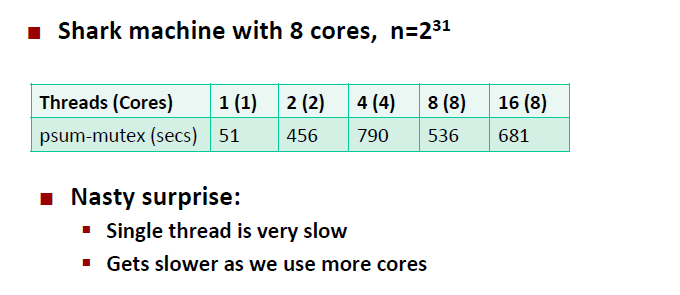 Shark machine with 8 cores, n=2³¹
Threads (Cores) 1 (1) 2 (2) 4 (4) 8 (8) 16 (8)
psum-mutex (secs) 51 456 790 536 681
Nasty surprise:
Single thread is very slow
Gets slower as we use more cores